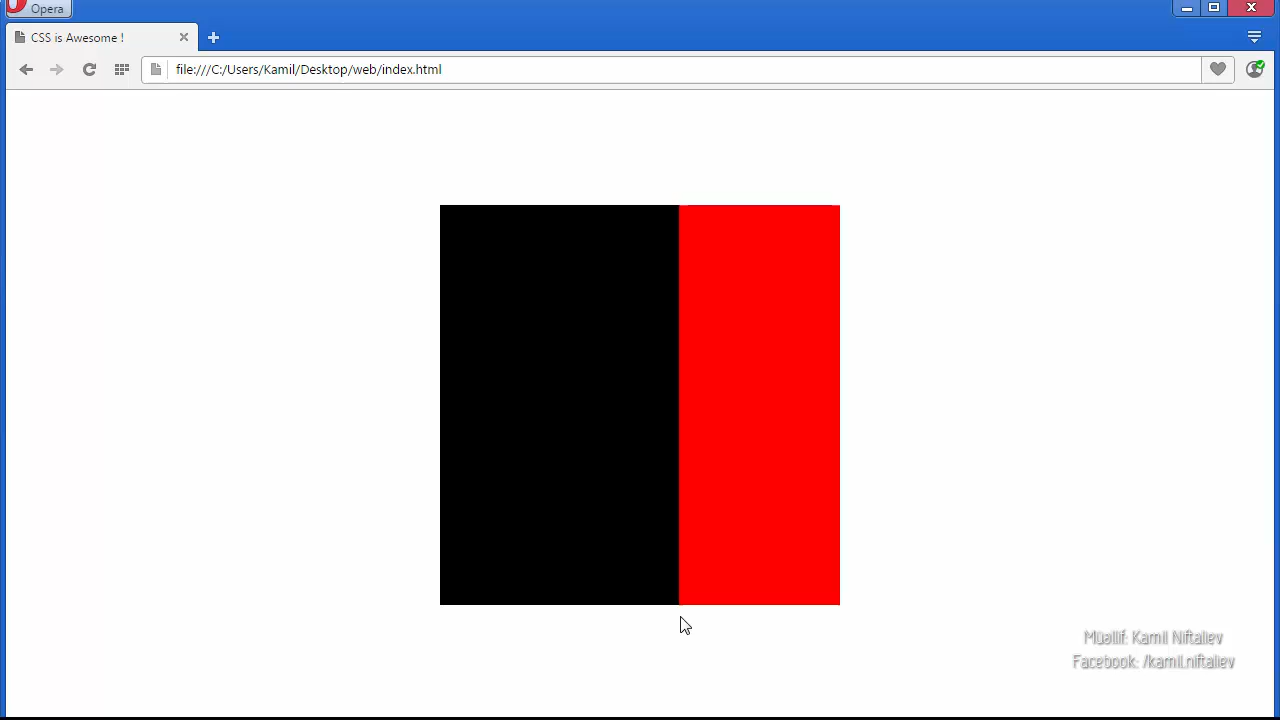 Opera
CSS is Awesome !
file:///C:/Users/Kamil/Desktop/web/index.html
Müəllif: Kamil Niftaliev
Facebook: /kamil.niftaliev